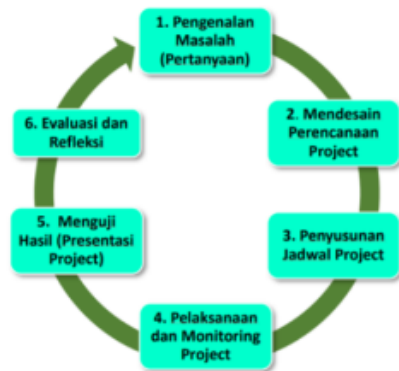 1. Pengenalan
Masalah
(Pertanyaan)
2. Mendesain
Perencanaan
Project
3. Penyusunan
Jadwal Project
4. Pelaksanaan
dan Monitoring
Project
5. Menguji
Hasil (Presentasi
Project)
6. Evaluasi dan
Refleksi